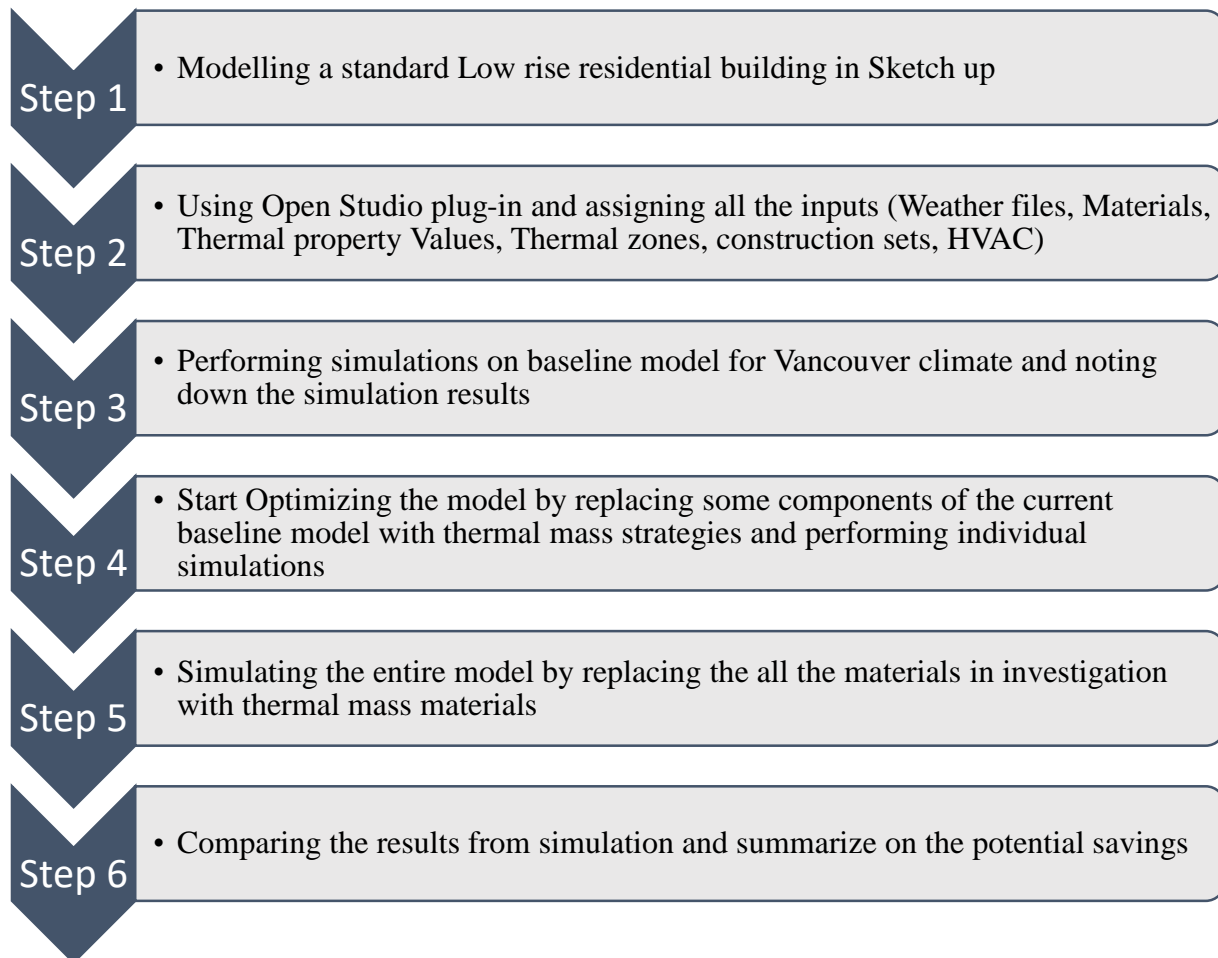 Step 1
• Modelling a standard Low rise residential building in Sketch up
Step 2
• Using Open Studio plug-in and assigning all the inputs (Weather files, Materials,
Thermal property Values, Thermal zones, construction sets, HVAC)
Step 3
• Performing simulations on baseline model for Vancouver climate and noting
down the simulation results
Step 4
• Start Optimizing the model by replacing some components of the current
baseline model with thermal mass strategies and performing individual
simulations
Step 5
• Simulating the entire model by replacing the all the materials in investigation
with thermal mass materials
Step 6
• Comparing the results from simulation and summarize on the potential savings